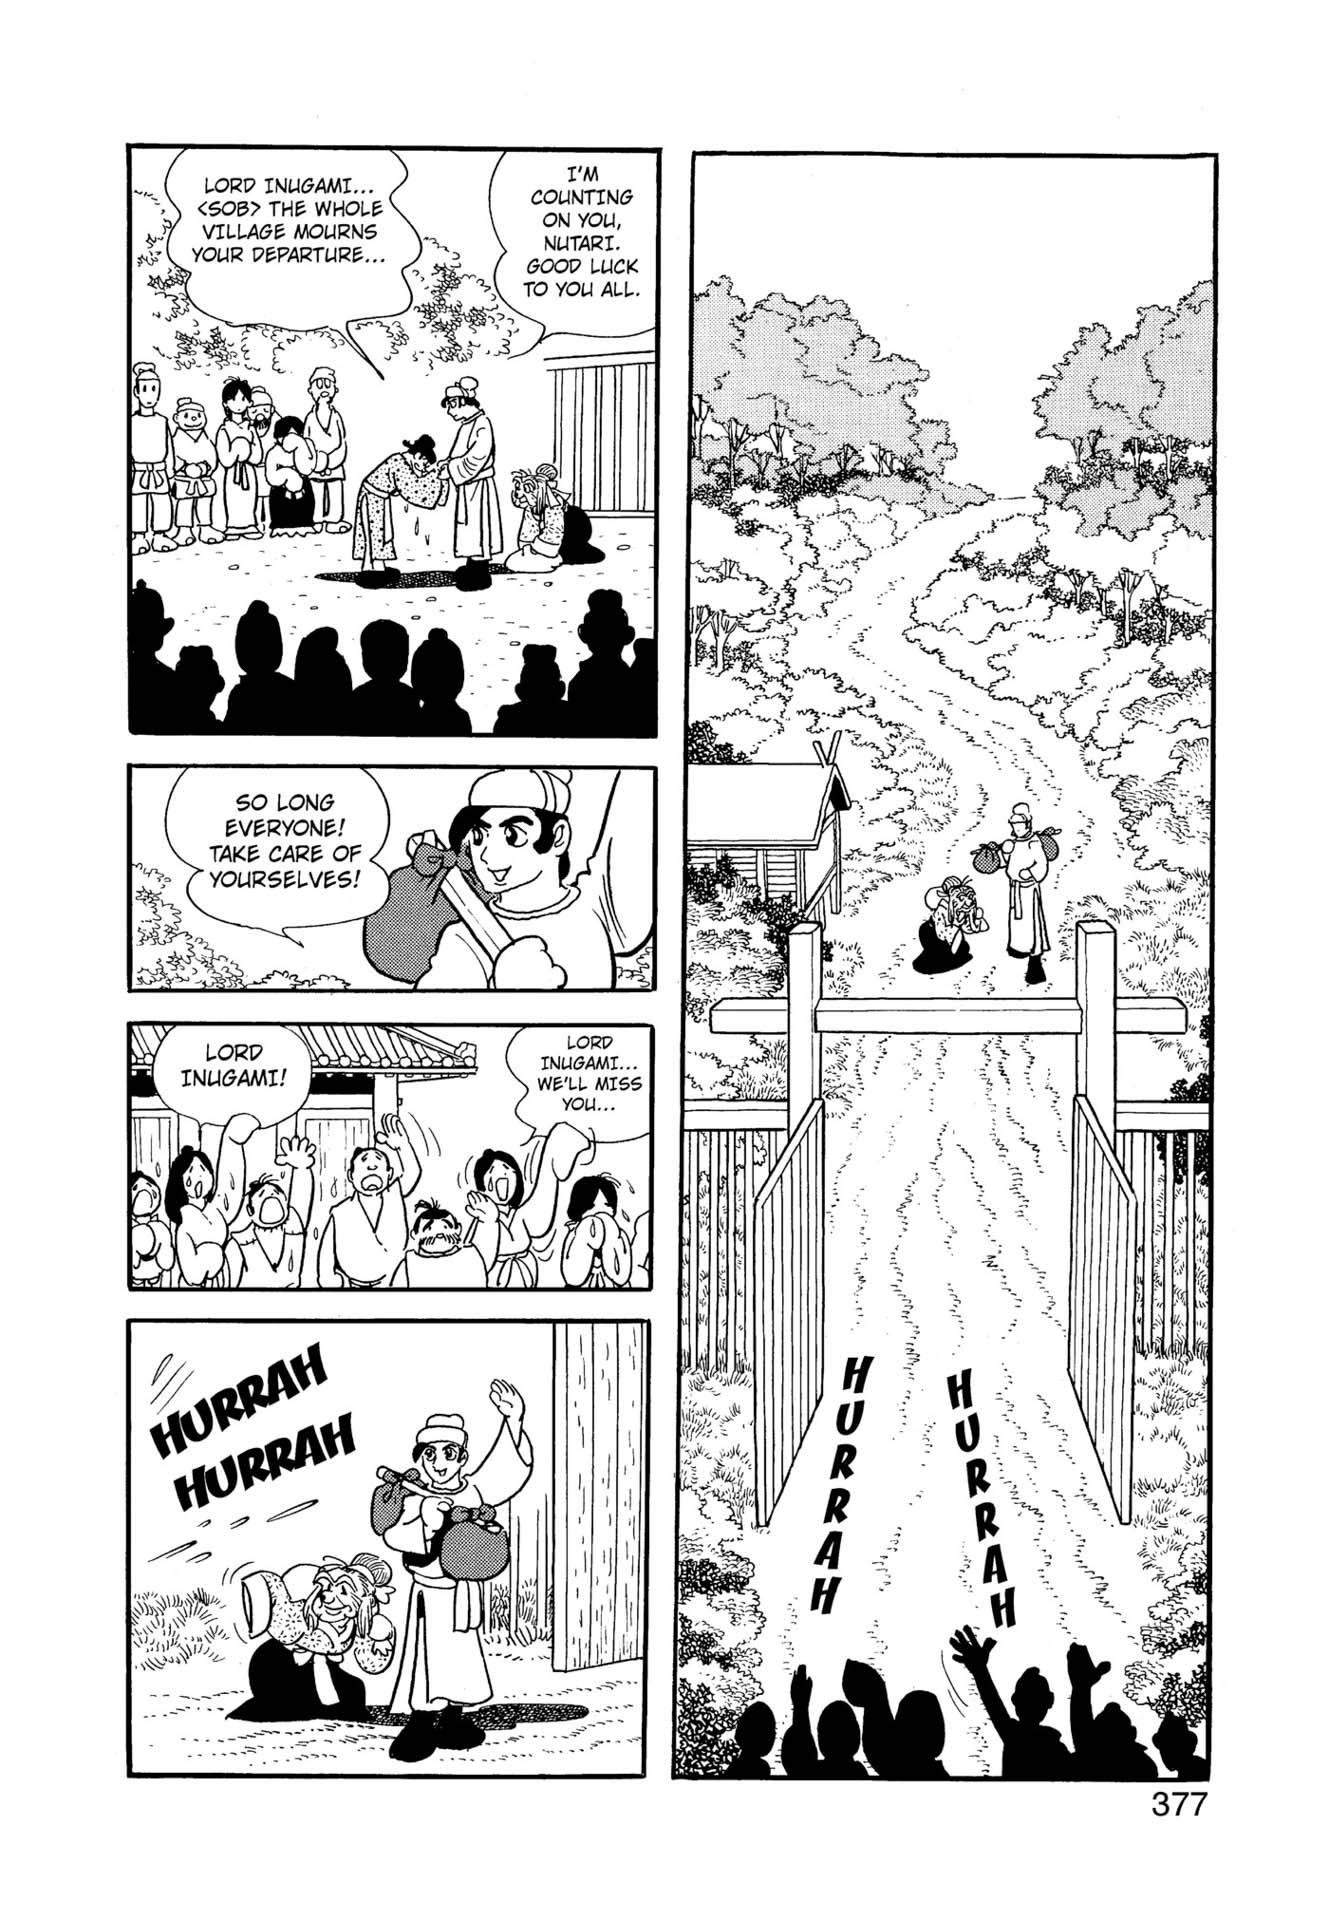 LORD INUGAMI...
<SOB> THE WHOLE
VILLAGE MOURNS
YOUR DEPARTURE...
I'M
COUNTING
ON YOU,
NUTARI.
GOOD LUCK
TO YOU ALL.
SO LONG
EVERYONE!
TAKE CARE OF
YOURSELVES!
LORD
INUGAMI!
LORD
INUGAMI...
WE'LL MISS
YOU...
HURRAH
HURRAH
HURRAH
HURRAH
377